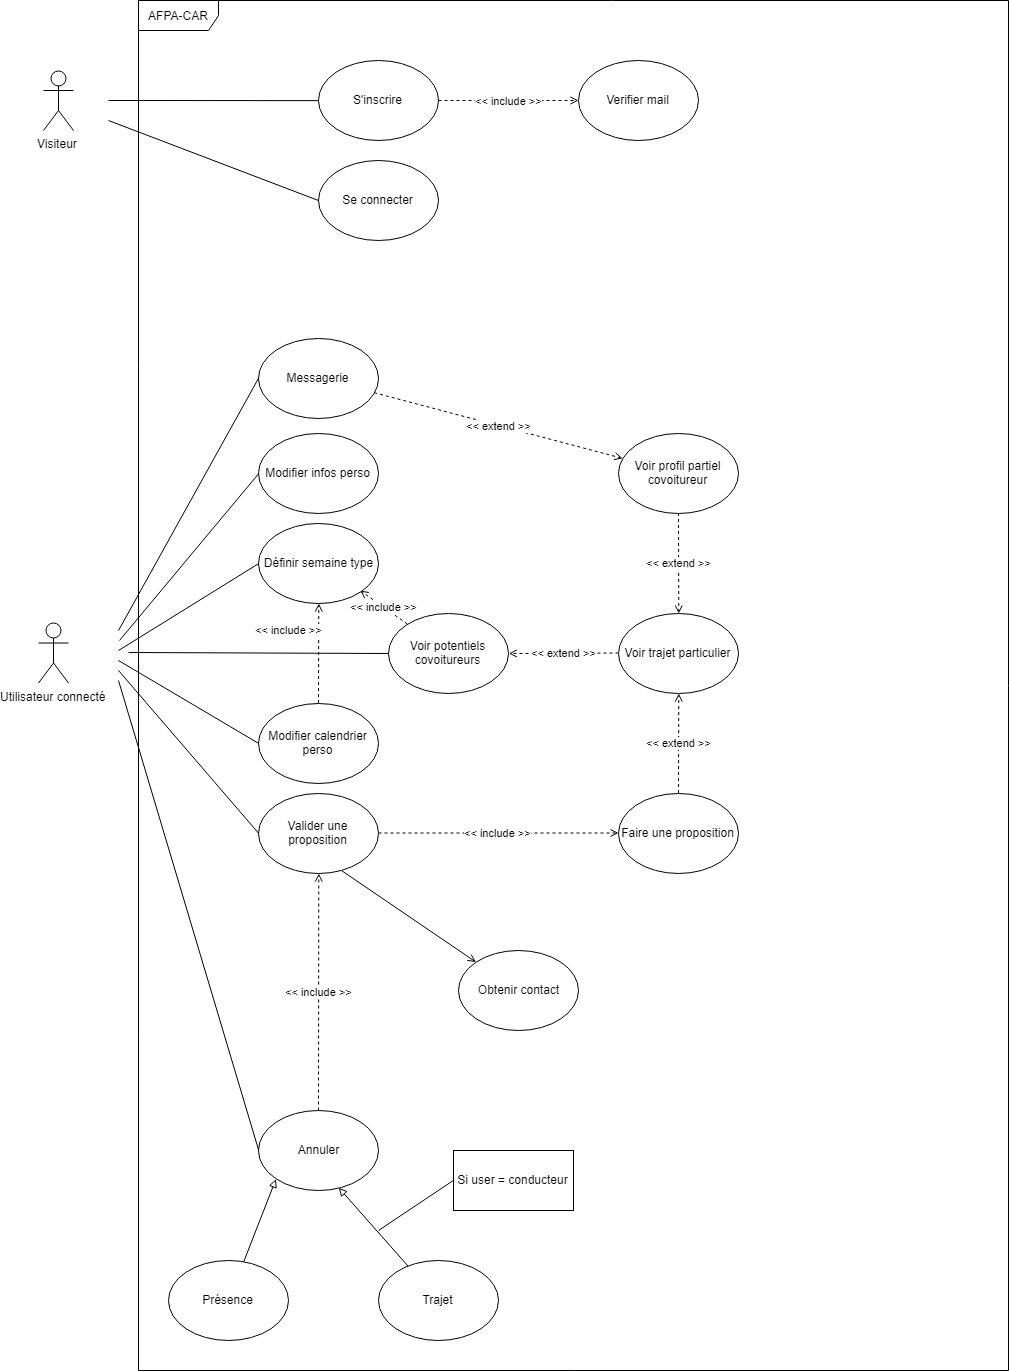 AFPA-CAR
S'inscrire
<< include >>
Verifier mail
Visiteur
Se connecter
Messagerie
<< extend >>
Modifier infos perso
Voir profil partiel
covoitureur
Définir semaine type
<< extend >>
<< include >>
<< include >>
Voir potentiels
covoitureurs
<< extend >>
Voir trajet particulier
Utilisateur connecté
Modifier calendrier
perso
<< extend >>
Valider une
proposition
<< include >>
Faire une proposition
Obtenir contact
<< include >>
Annuler
Si user = conducteur
Présence
Trajet